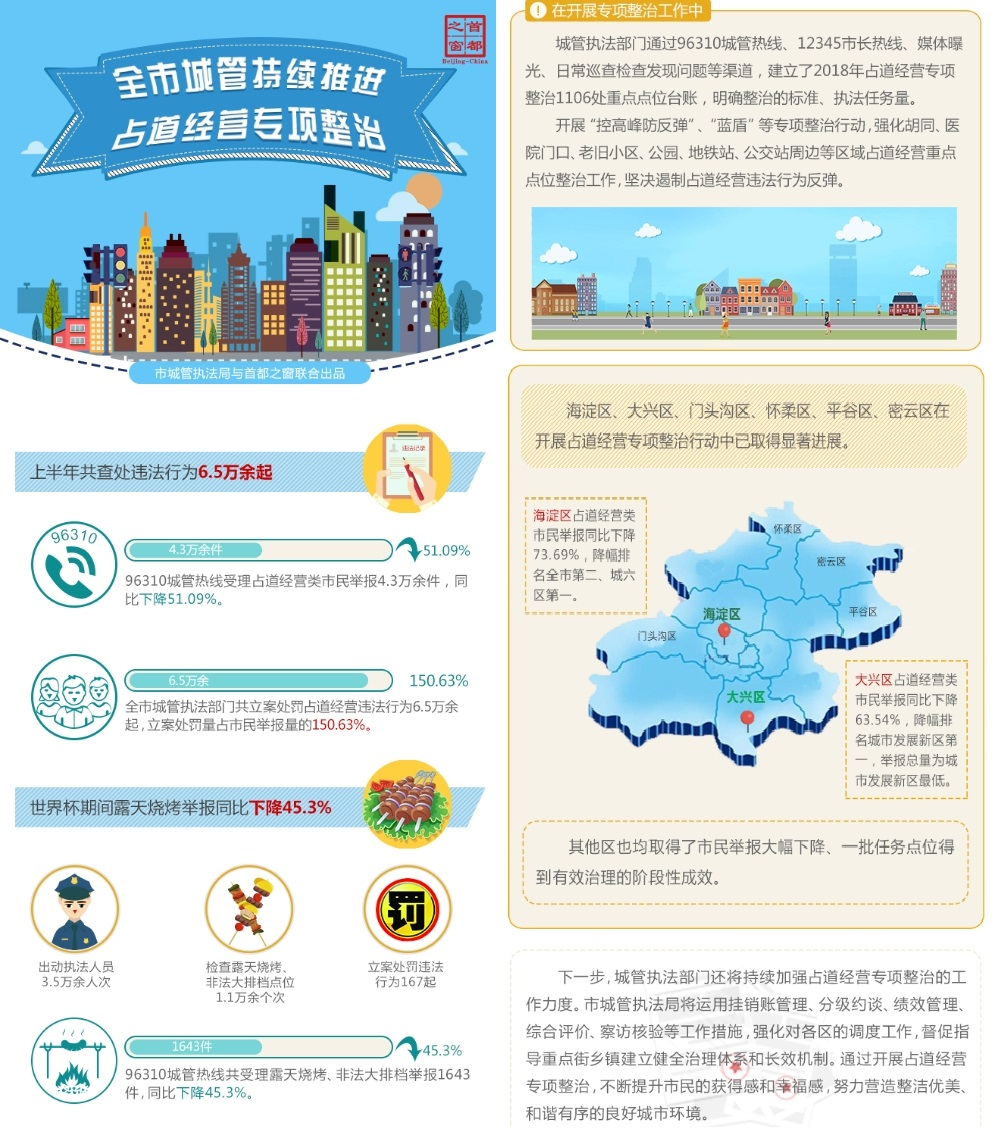 首都之窗
Beijing-China
全市城管持续推进
占道经营专项整治
市城管执法局与首都之窗联合出品
上半年共查处违法行为6.5万余起
违法记录
96310
4.3万余件
51.09%
96310城管热线受理占道经营类市民举报4.3万余件，同
比下降51.09%。
6.5万余
150.63%
全市城管执法部门共立案处罚占道经营违法行为6.5万余
起，立案处罚量占市民举报量的150.63%。
世界杯期间露天烧烤举报同比下降45.3%
罚
出动执法人员
3.5万余人次
检查露天烧烤、
非法大排档点位
1.1万余个次
立案处罚违法
行为167起
1643件
45.3%
96310城管热线共受理露天烧烤、非法大排档举报1643
件，同比下降45.3%。
在开展专项整治工作中
城管执法部门通过96310城管热线、12345市长热线、媒体曝
光、日常巡查检查发现问题等渠道，建立了2018年占道经营专项
整治1106处重点点位台账，明确整治的标准、执法任务量。
开展“控高峰防反弹”、“蓝盾”等专项整治行动，强化胡同、医
院门口、老旧小区、公园、地铁站、公交站周边等区域占道经营重点
点位整治工作，坚决遏制占道经营违法行为反弹。
海淀区、大兴区、门头沟区、怀柔区、平谷区、密云区在
开展占道经营专项整治行动中已取得显著进展。
海淀区占道经营类
市民举报同比下降
73.69%，降幅排
名全市第二、城六
区第一。
怀柔区
密云区
平谷区
海淀区
门头沟区
大兴区
大兴区占道经营类
市民举报同比下降
63.54%，降幅排
名城市发展新区第
一，举报总量为城
市发展新区最低。
其他区也均取得了市民举报大幅下降、一批任务点位得
到有效治理的阶段性成效。
下一步，城管执法部门还将持续加强占道经营专项整治的工
作力度。市城管执法局将运用挂销账管理、分级约谈、绩效管理、
综合评价、察访核验等工作措施，强化对各区的调度工作，督促指
导重点街乡镇建立健全治理体系和长效机制。通过开展占道经营
专项整治，不断提升市民的获得感和幸福感，努力营造整洁优美、
和谐有序的良好城市环境。